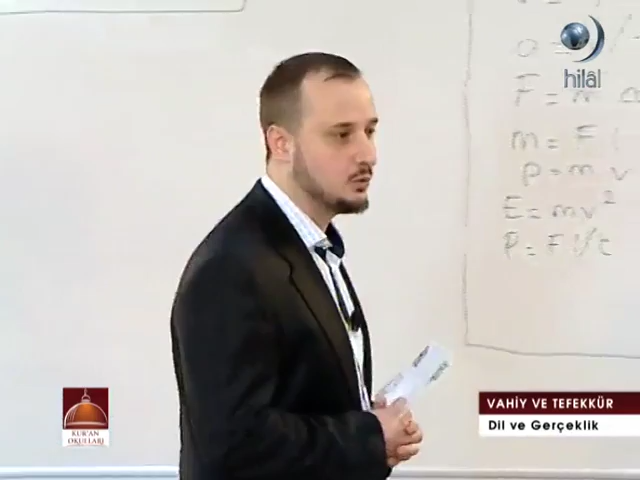 hilâl
F = m a
m = F
p = m v
E = mv²
P = F l/t
VAHİY VE TEFEKKÜR
Dil ve Gerçeklik
KUR'AN
OKULLARI